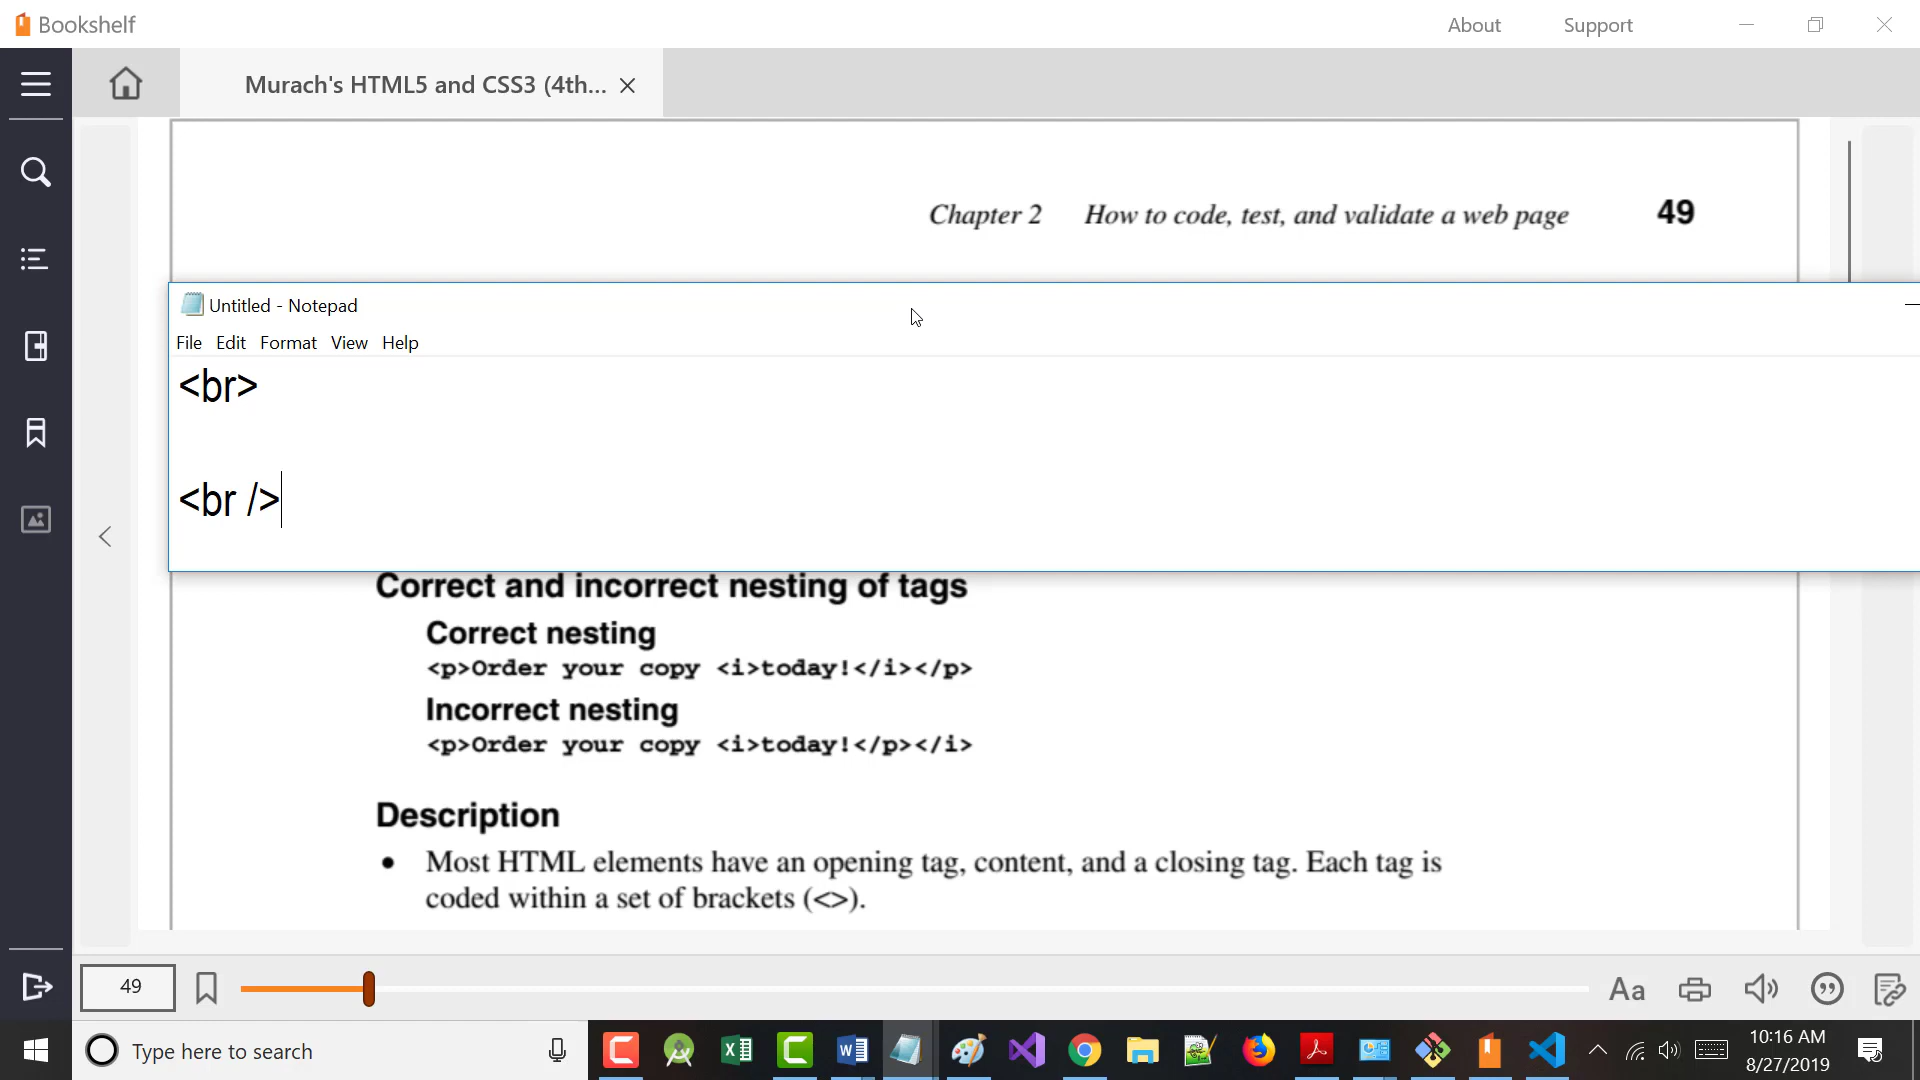 Bookshelf
About
Support
Murach's HTML5 and CSS3 (4th...
Chapter 2 How to code, test, and validate a web page 49
Untitled - Notepad
File Edit Format View Help
<br>
<br />
Correct and incorrect nesting of tags
Correct nesting
<p>Order your copy <i>today!</i></p>
Incorrect nesting
<p>Order your copy <i>today!</p></i>
Description
• Most HTML elements have an opening tag, content, and a closing tag. Each tag is
coded within a set of brackets (<>).
49
Aa
Type here to search
10:16 AM
8/27/2019